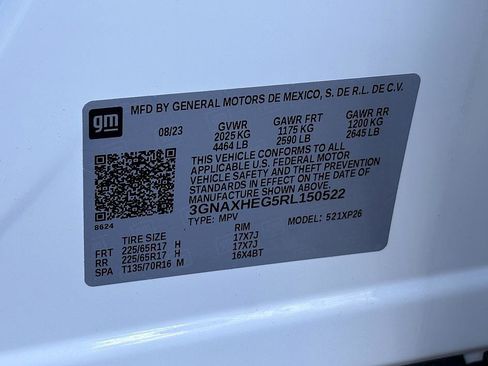 MFD BY GENERAL MOTORS DE MEXICO, S. DE R.L. DE C.V.
gm
08/23 GVWR GAWR FRT GAWR RR
2025 KG 1175 KG 1200 KG
4464 LB 2590 LB 2645 LB
THIS VEHICLE CONFORMS TO ALL
APPLICABLE U.S. FEDERAL MOTOR
VEHICLE SAFETY AND THEFT PREVENTION
STANDARDS IN EFFECT ON THE DATE OF
MANUFACTURE SHOWN ABOVE.
3GNAXHEG5RL150522
8624
TYPE: MPV MODEL: 521XP26
TIRE SIZE RIM
FRT 225/65R17 H 17X7J
RR 225/65R17 H 17X7J
SPA T135/70R16 M 16X4BT